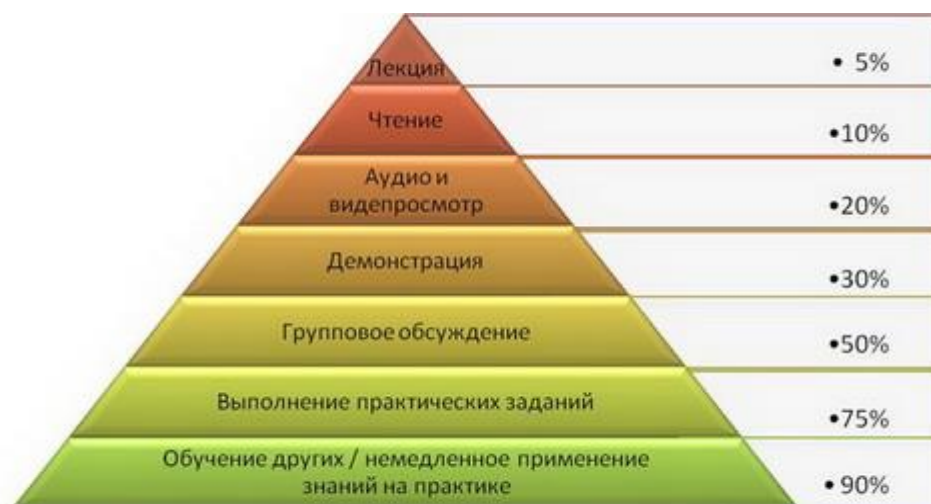 Лекция
• 5%
Чтение
•10%
Аудио и
видепросмотр
•20%
Демонстрация
•30%
Групповое обсуждение
•50%
Выполнение практических заданий
•75%
Обучение других / немедленное применение
знаний на практике
• 90%